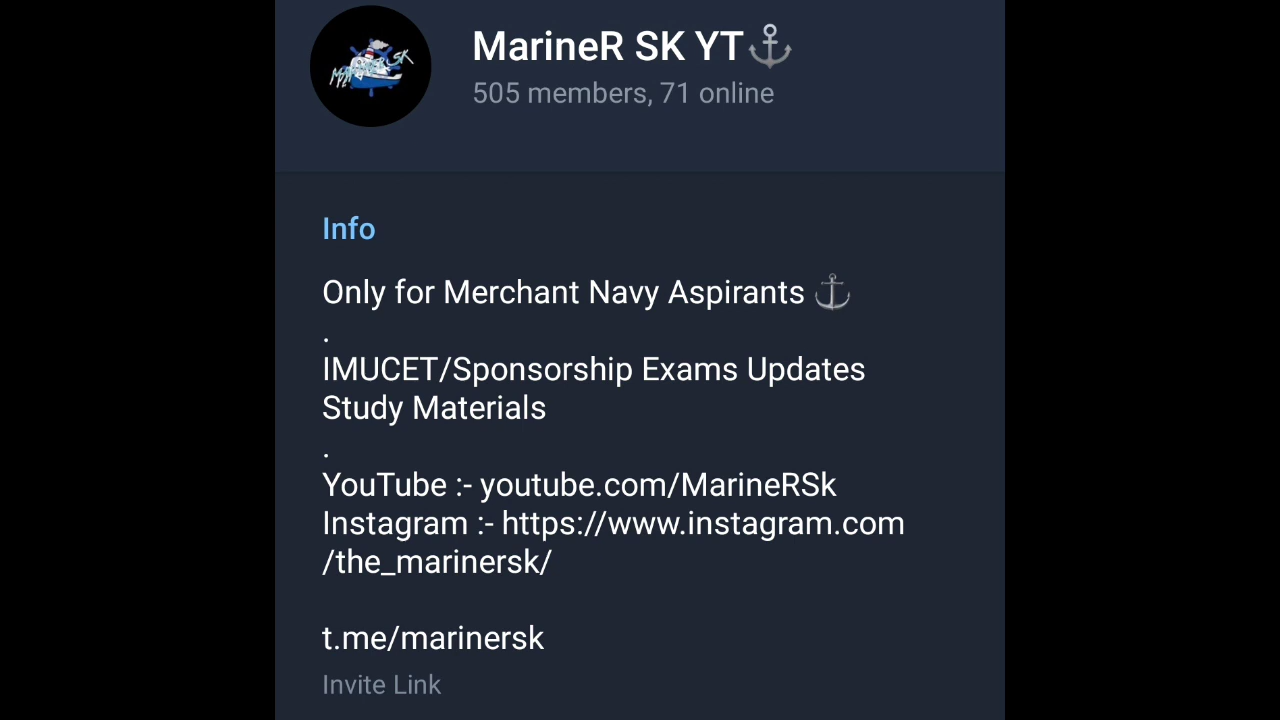 MarineR SK YT⚓
505 members, 71 online
Info
Only for Merchant Navy Aspirants ⚓
.
IMUCET/Sponsorship Exams Updates
Study Materials
.
YouTube :- youtube.com/MarineRSk
Instagram :- https://www.instagram.com
/the_marinersk/
t.me/marinersk
Invite Link